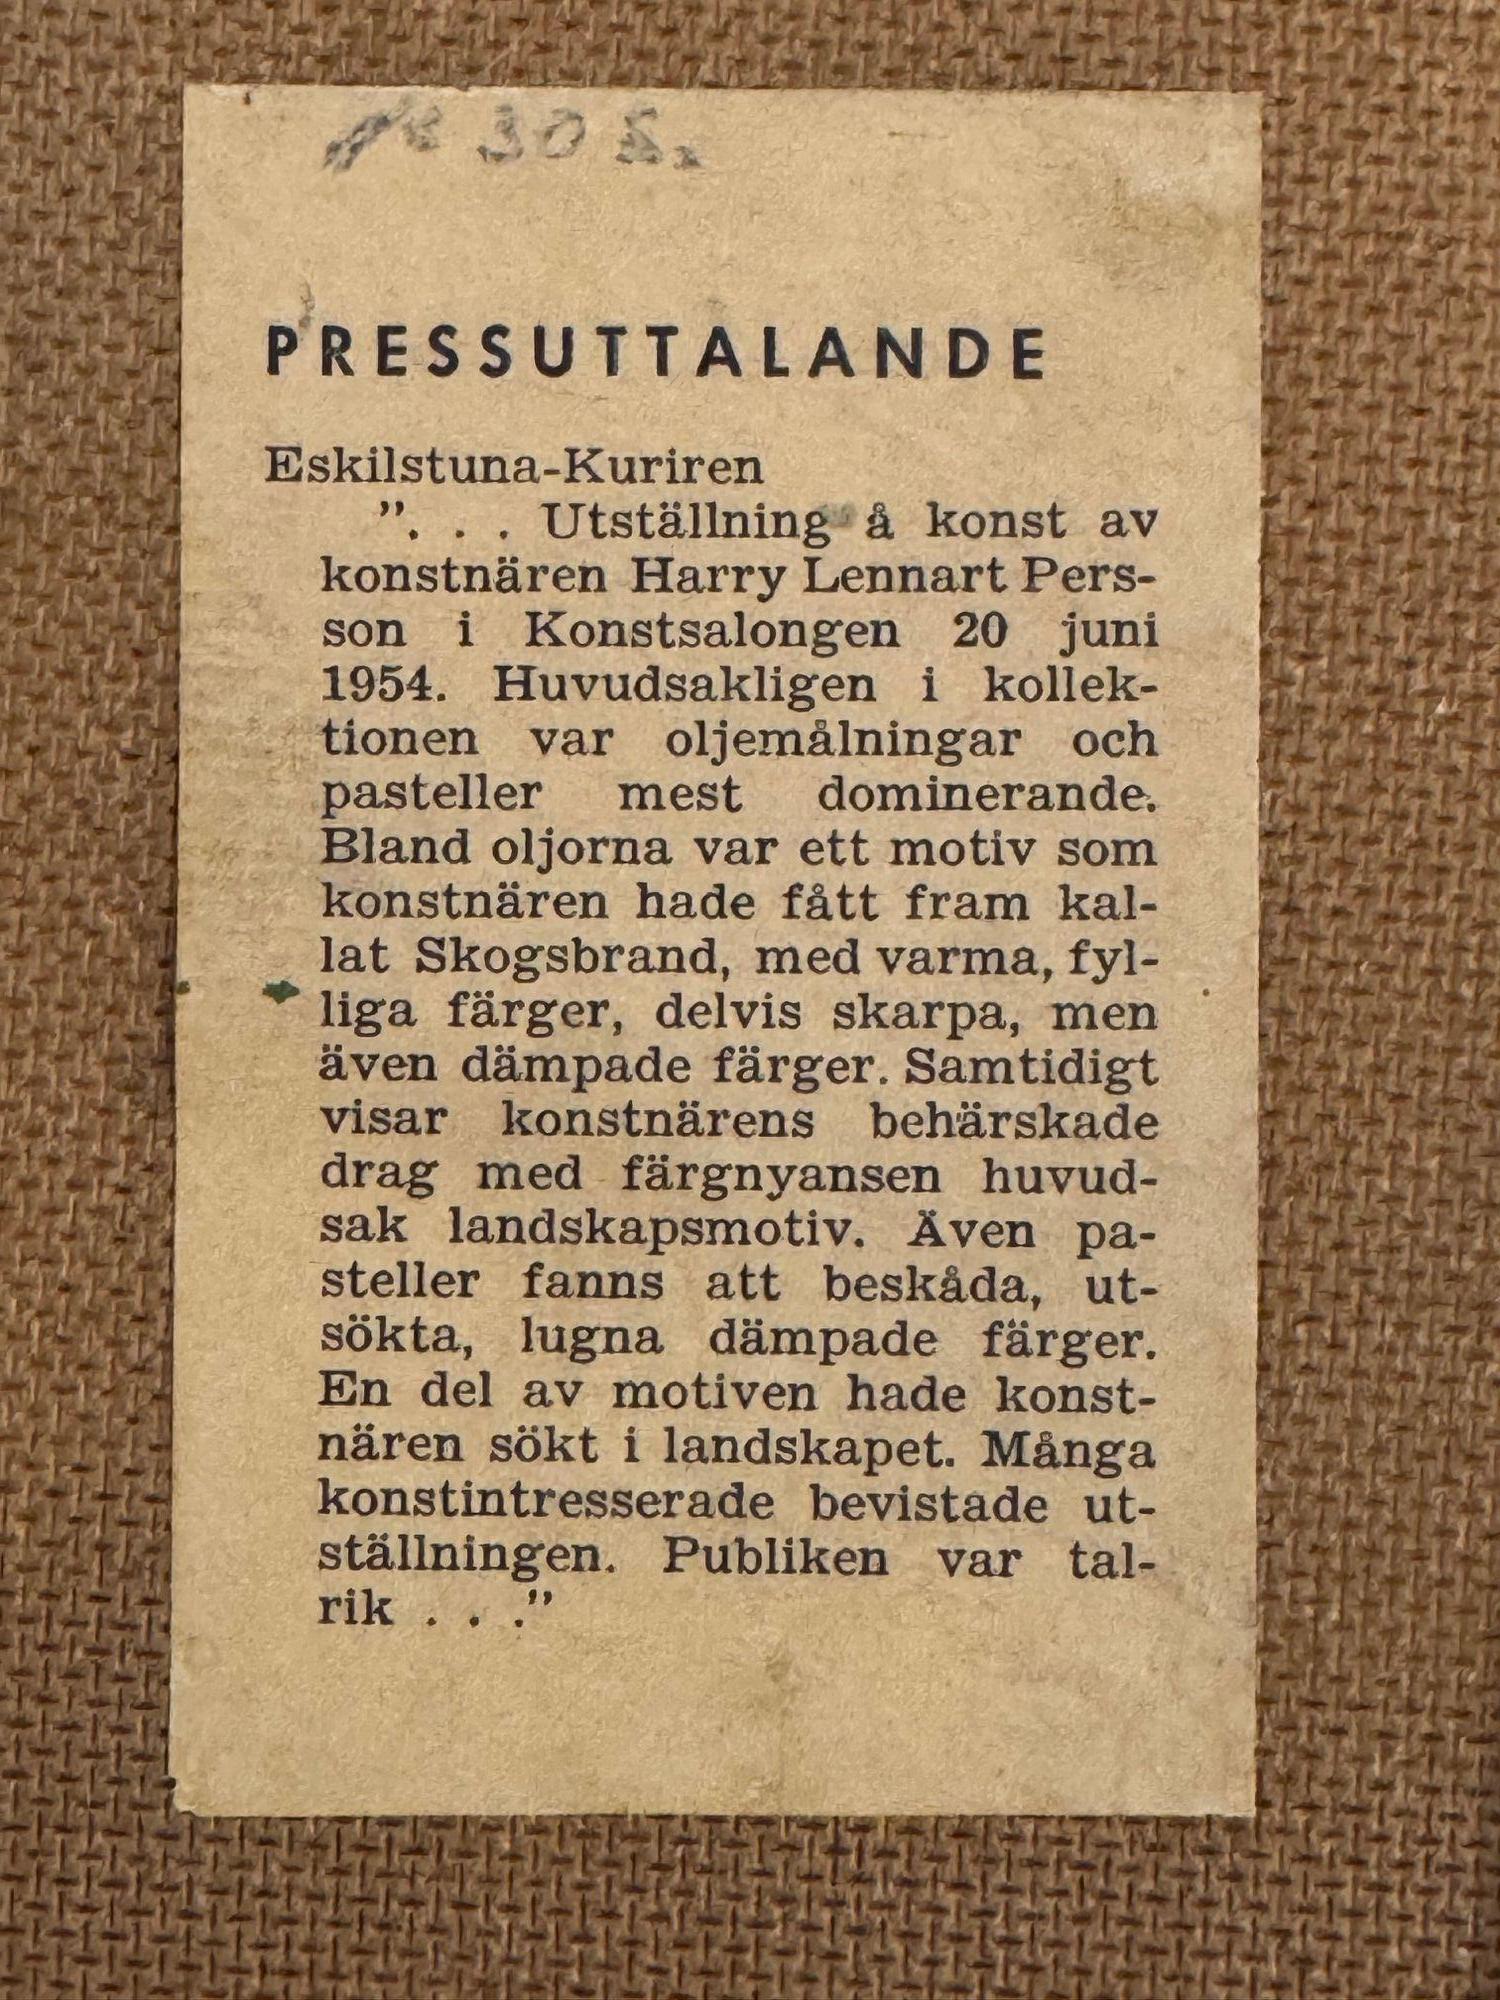 PRESSUTTALANDE
Eskilstuna-Kuriren
”. . . Utställning å konst av
konstnären Harry Lennart Pers-
son i Konstsalongen 20 juni
1954. Huvudsakligen i kollek-
tionen var oljemålningar och
pasteller mest dominerande.
Bland oljorna var ett motiv som
konstnären hade fått fram kal-
lat Skogsbrand, med varma, fyl-
liga färger, delvis skarpa, men
även dämpade färger. Samtidigt
visar konstnärens behärskade
drag med färgnyansen huvud-
sak landskapsmotiv. Även pa-
steller fanns att beskåda, ut-
sökta, lugna dämpade färger.
En del av motiven hade konst-
nären sökt i landskapet. Många
konstintresserade bevistade ut-
ställningen. Publiken var tal-
rik . . .”